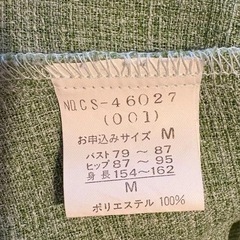 NO.CS-46027
(001)
お申込みサイズ M
バスト 79～87
ヒップ 87～95
身長 154～162
M
ポリエステル 100%